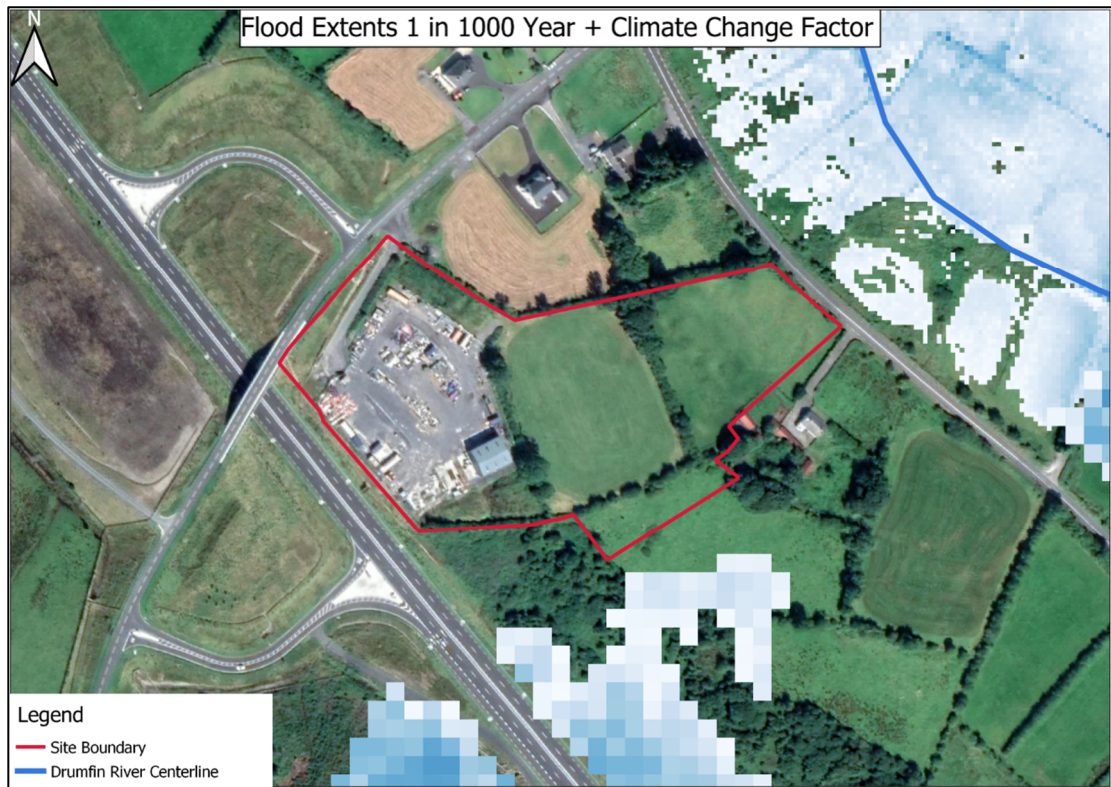 Flood Extents 1 in 1000 Year + Climate Change Factor
N
Legend
Site Boundary
Drumfin River Centerline